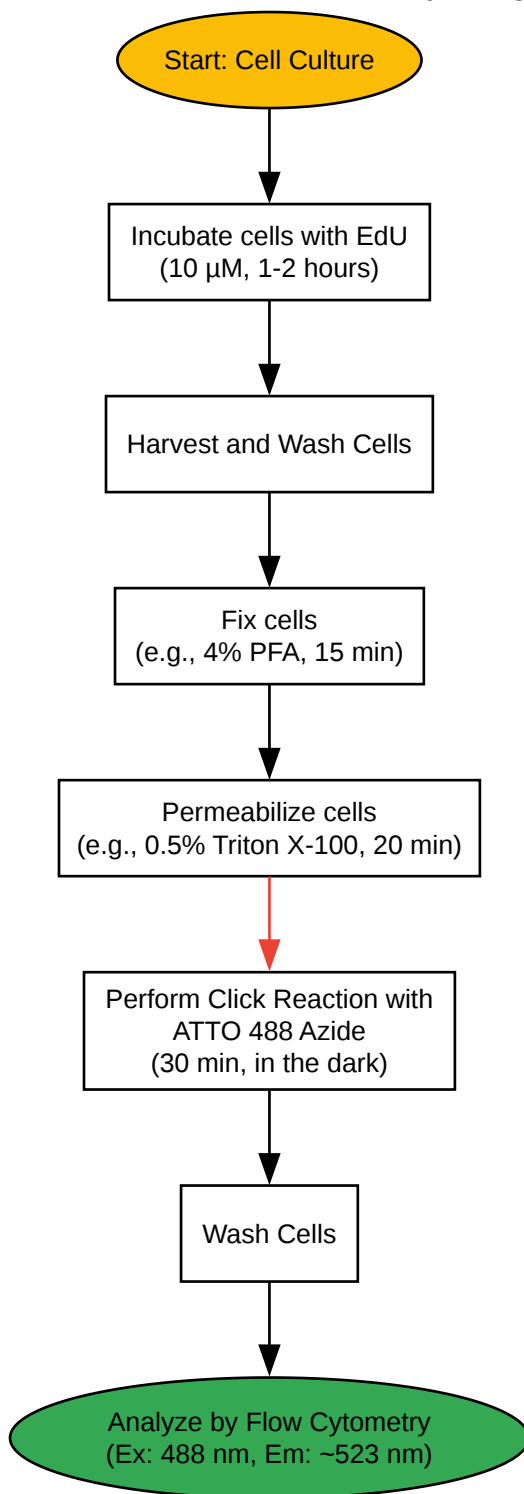 Start: Cell Culture
Incubate cells with EdU
(10 µM, 1-2 hours)
Harvest and Wash Cells
Fix cells
(e.g., 4% PFA, 15 min)
Permeabilize cells
(e.g., 0.5% Triton X-100, 20 min)
Perform Click Reaction with
ATTO 488 Azide
(30 min, in the dark)
Wash Cells
Analyze by Flow Cytometry
(Ex: 488 nm, Em: ~523 nm)